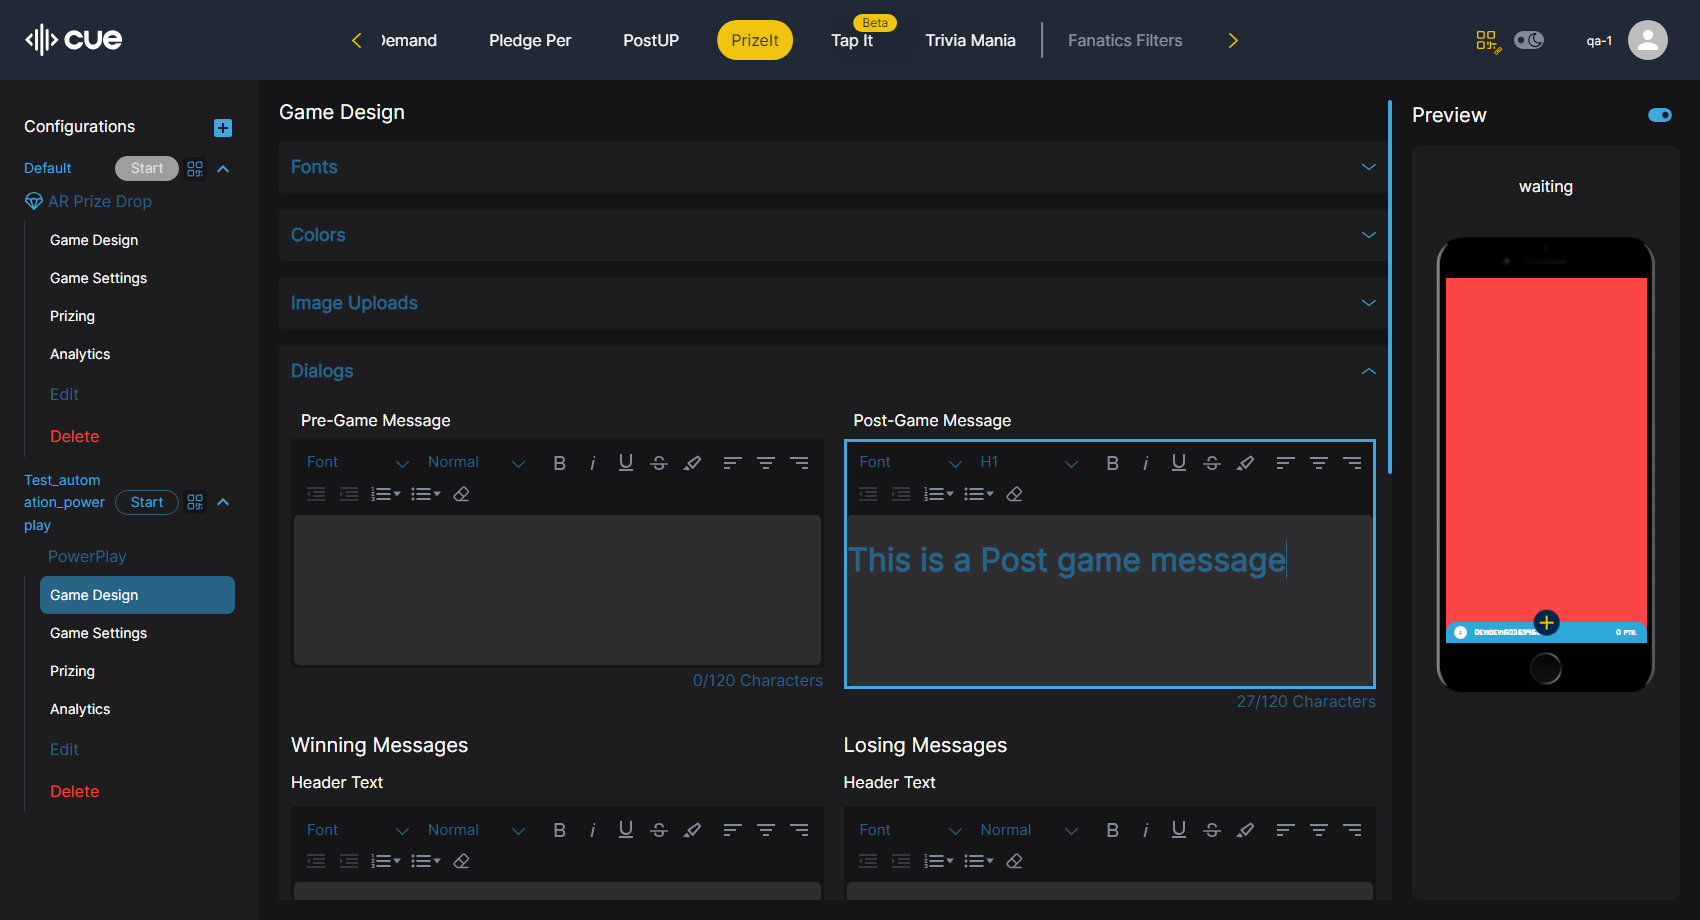 cue
Demand
Pledge Per
PostUP
PrizeIt
Beta
Tap It
Trivia Mania
Fanatics Filters
qa-1
Configurations
Default
Start
AR Prize Drop
Game Design
Game Settings
Prizing
Analytics
Edit
Delete
Test_autom
ation_power
play
Start
PowerPlay
Game Design
Game Settings
Prizing
Analytics
Edit
Delete
Game Design
Fonts
Colors
Image Uploads
Dialogs
Pre-Game Message
Font
Normal
0/120 Characters
Post-Game Message
Font
H1
This is a Post game message
27/120 Characters
Winning Messages
Header Text
Font
Normal
Losing Messages
Header Text
Font
Normal
Preview
waiting
0 PTS.